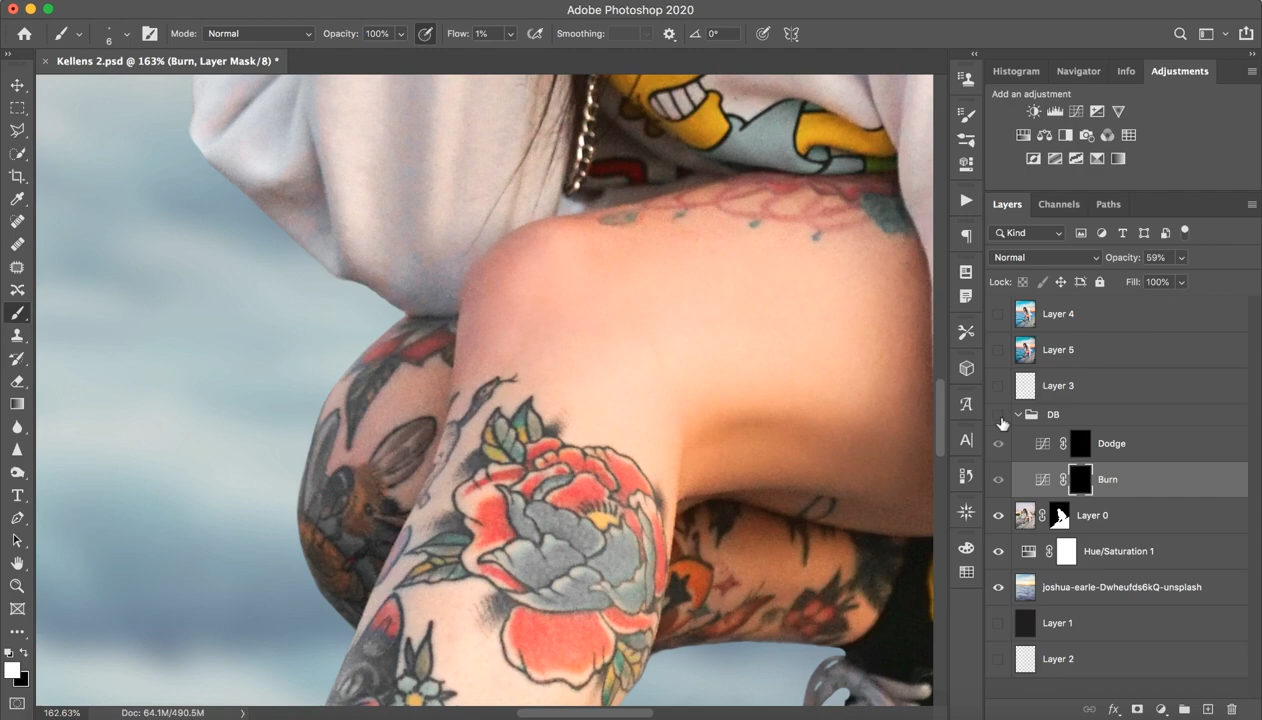 Adobe Photoshop 2020
6 Mode: Normal Opacity: 100% Flow: 1% Smoothing: 0°
Kellens 2.psd @ 163% (Burn, Layer Mask/8) *
Histogram Navigator Info Adjustments
Add an adjustment
Layers Channels Paths
Kind
Normal Opacity: 59%
Lock: Fill: 100%
Layer 4
Layer 5
Layer 3
DB
Dodge
Burn
Layer 0
Hue/Saturation 1
joshua-earle-Dwheufds6kQ-unsplash
Layer 1
Layer 2
162.63% Doc: 64.1M/490.5M